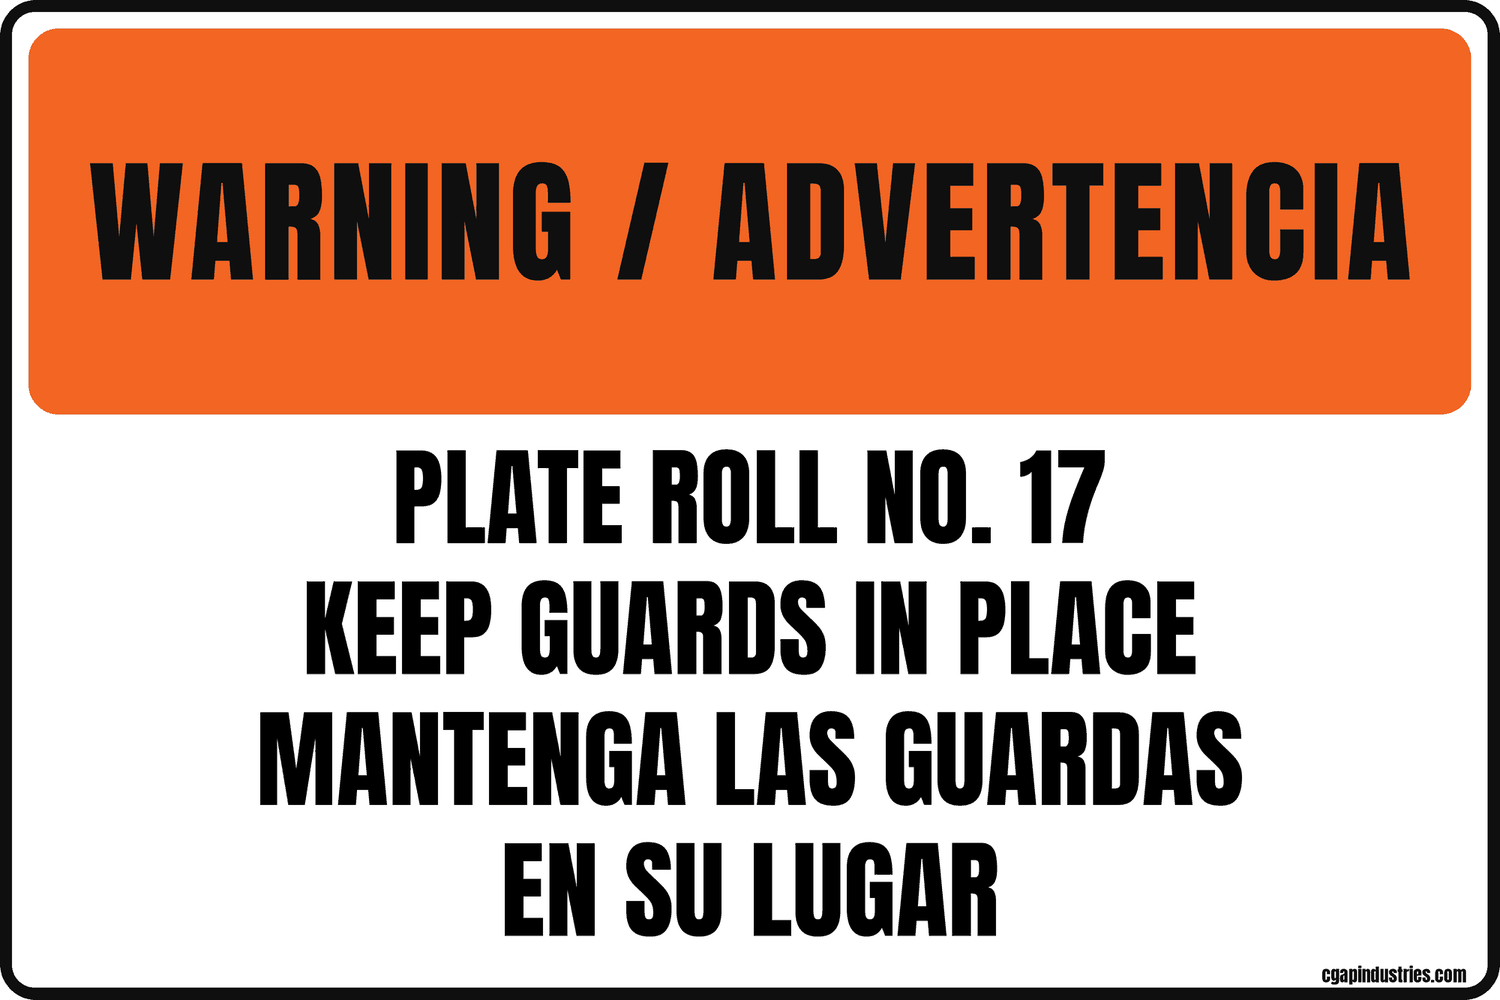 WARNING / ADVERTENCIA
PLATE ROLL NO. 17
KEEP GUARDS IN PLACE
MANTENGA LAS GUARDAS
EN SU LUGAR
cgapindustries.com